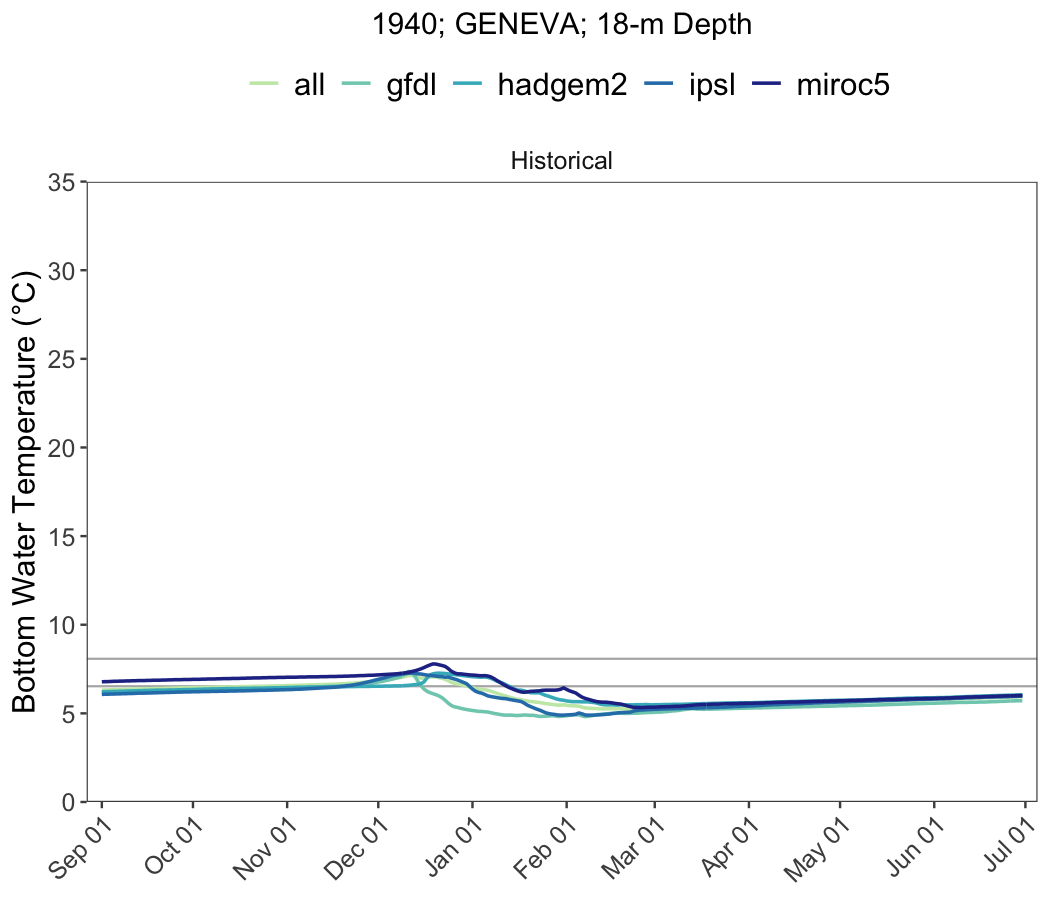 1940; GENEVA; 18-m Depth
all gfdl hadgem2 ipsl miroc5
Historical
Bottom Water Temperature (°C)
35
30
25
20
15
10
5
0
Sep 01 Oct 01 Nov 01 Dec 01 Jan 01 Feb 01 Mar 01 Apr 01 May 01 Jun 01 Jul 01